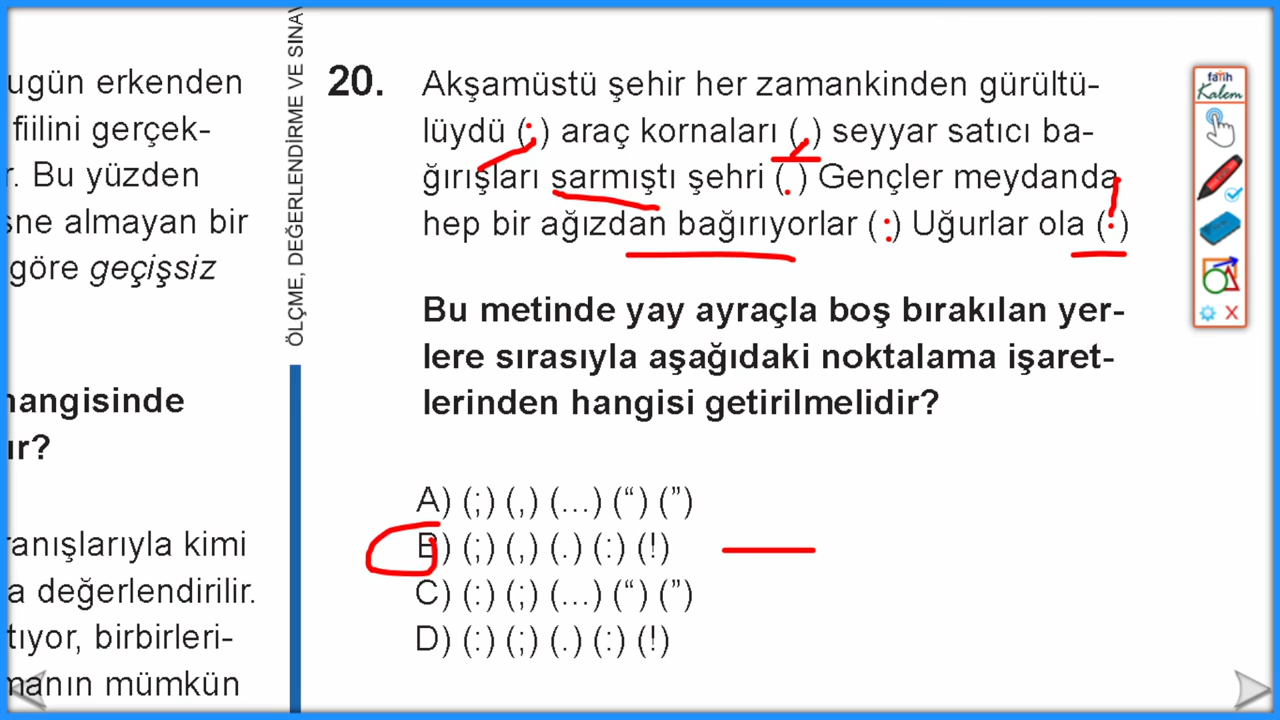 ugün erkenden
fiilini gerçek-
r. Bu yüzden
sne almayan bir
göre geçişsiz
hangisinde
ır?
ranışlarıyla kimi
a değerlendirilir.
tıyor, birbirleri-
manın mümkün
ÖLÇME, DEĞERLENDİRME VE SINAV
20. Akşamüstü şehir her zamankinden gürültü-
lüydü (;) araç kornaları (,) seyyar satıcı ba-
ğırışları sarmıştı şehri (.) Gençler meydanda
hep bir ağızdan bağırıyorlar (:) Uğurlar ola (!)
Bu metinde yay ayraçla boş bırakılan yer-
lere sırasıyla aşağıdaki noktalama işaret-
lerinden hangisi getirilmelidir?
A) (;) (,) (...) (“) (”)
B) (;) (,) (.) (:) (!)
C) (:) (;) (...) (“) (”)
D) (:) (;) (.) (:) (!)
fatih
Kalem